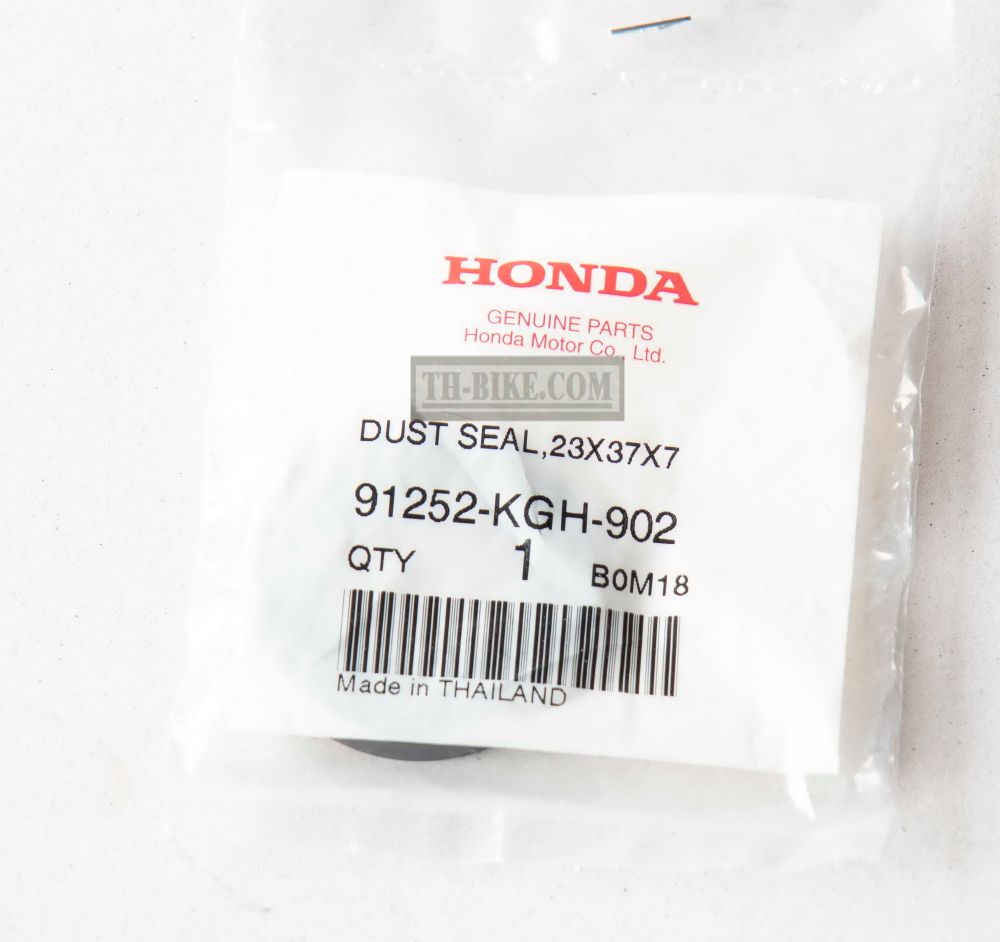 HONDA
GENUINE PARTS
Honda Motor Co., Ltd.
TH-BIKE.COM
DUST SEAL,23X37X7
91252-KGH-902
QTY 1 B0M18
Made in THAILAND